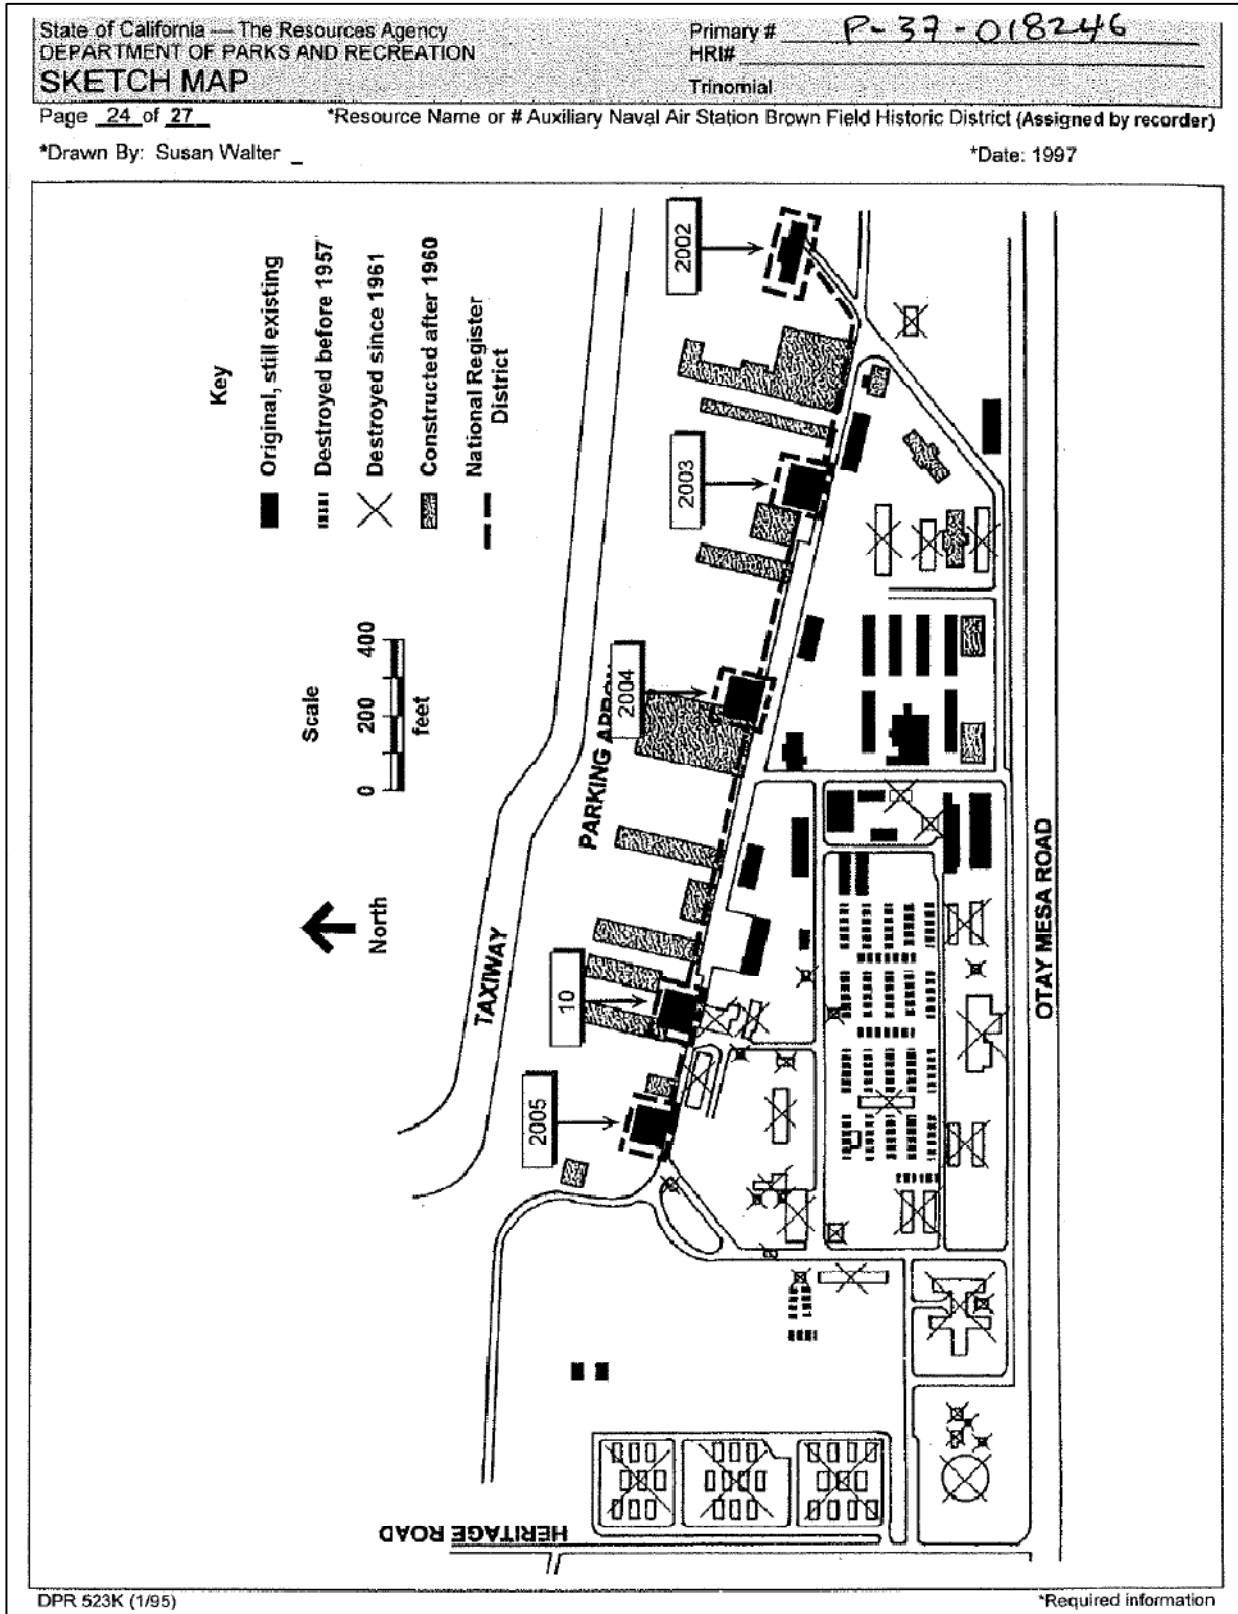 State of California — The Resources Agency
DEPARTMENT OF PARKS AND RECREATION
SKETCH MAP
Primary # P-37-018246
HRI#
Trinomial
Page 24 of 27 *Resource Name or # Auxiliary Naval Air Station Brown Field Historic District (Assigned by recorder)
*Drawn By: Susan Walter
*Date: 1997
Key
Original, still existing
Destroyed before 1957
Destroyed since 1961
Constructed after 1960
National Register
District
Scale
0 200 400
feet
North
TAXIWAY
PARKING APRON
2002
2003
2004
10
2005
OTAY MESA ROAD
HERITAGE ROAD
DPR 523K (1/95)
*Required information